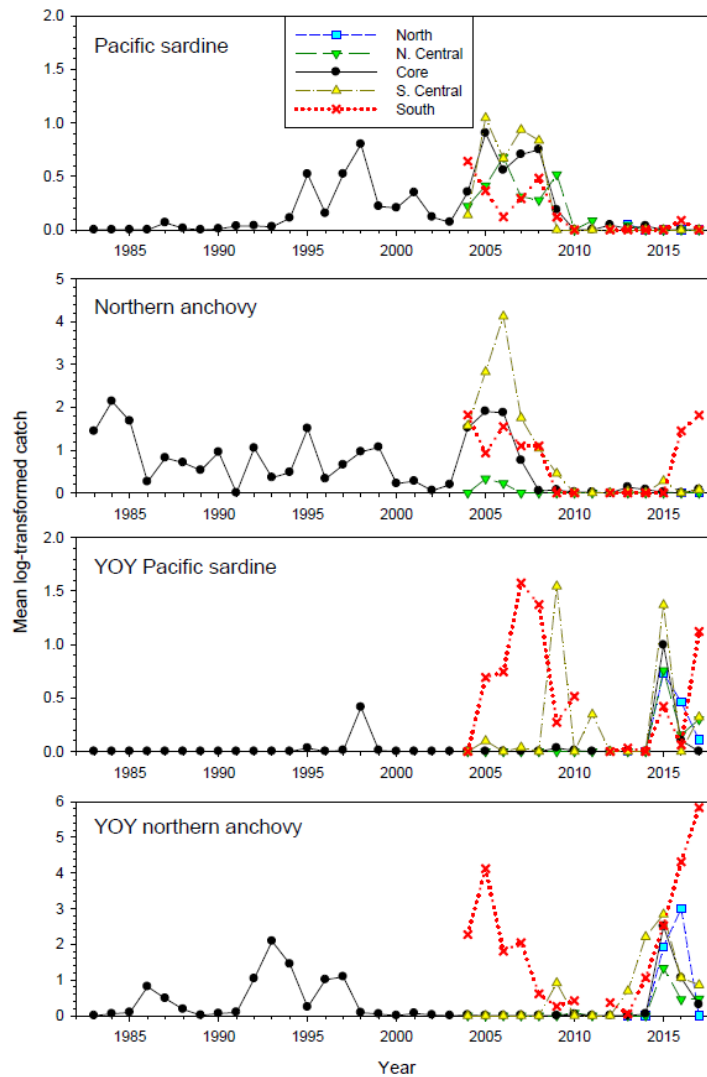 Pacific sardine
North
N. Central
Core
S. Central
South
2.0
1.5
1.0
0.5
0.0
1985 1990 1995 2000 2005 2010 2015
Northern anchovy
5
4
3
2
1
0
1985 1990 1995 2000 2005 2010 2015
Mean log-transformed catch
YOY Pacific sardine
2.0
1.5
1.0
0.5
0.0
1985 1990 1995 2000 2005 2010 2015
YOY northern anchovy
6
5
4
3
2
1
0
1985 1990 1995 2000 2005 2010 2015
Year